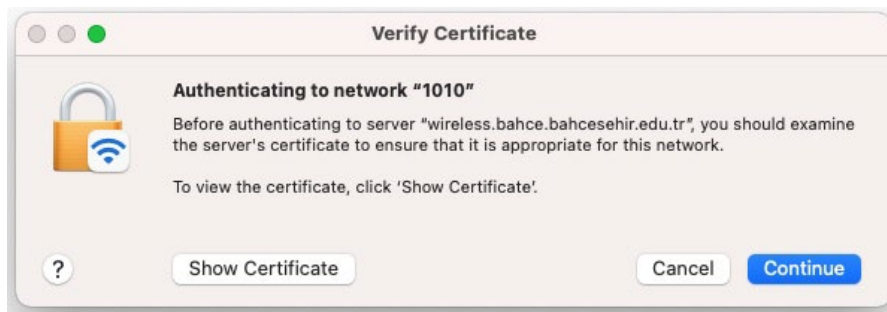 Verify Certificate
Authenticating to network “1010”
Before authenticating to server “wireless.bahce.bahcesehir.edu.tr”, you should examine
the server's certificate to ensure that it is appropriate for this network.
To view the certificate, click ‘Show Certificate’.
?
Show Certificate
Cancel
Continue